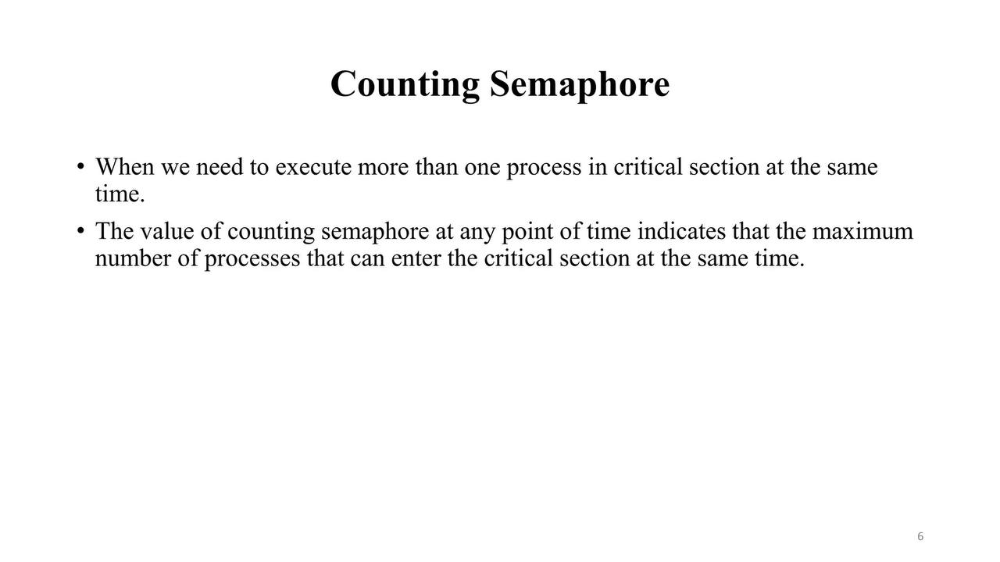 Counting Semaphore
• When we need to execute more than one process in critical section at the same
time.
• The value of counting semaphore at any point of time indicates that the maximum
number of processes that can enter the critical section at the same time.
6